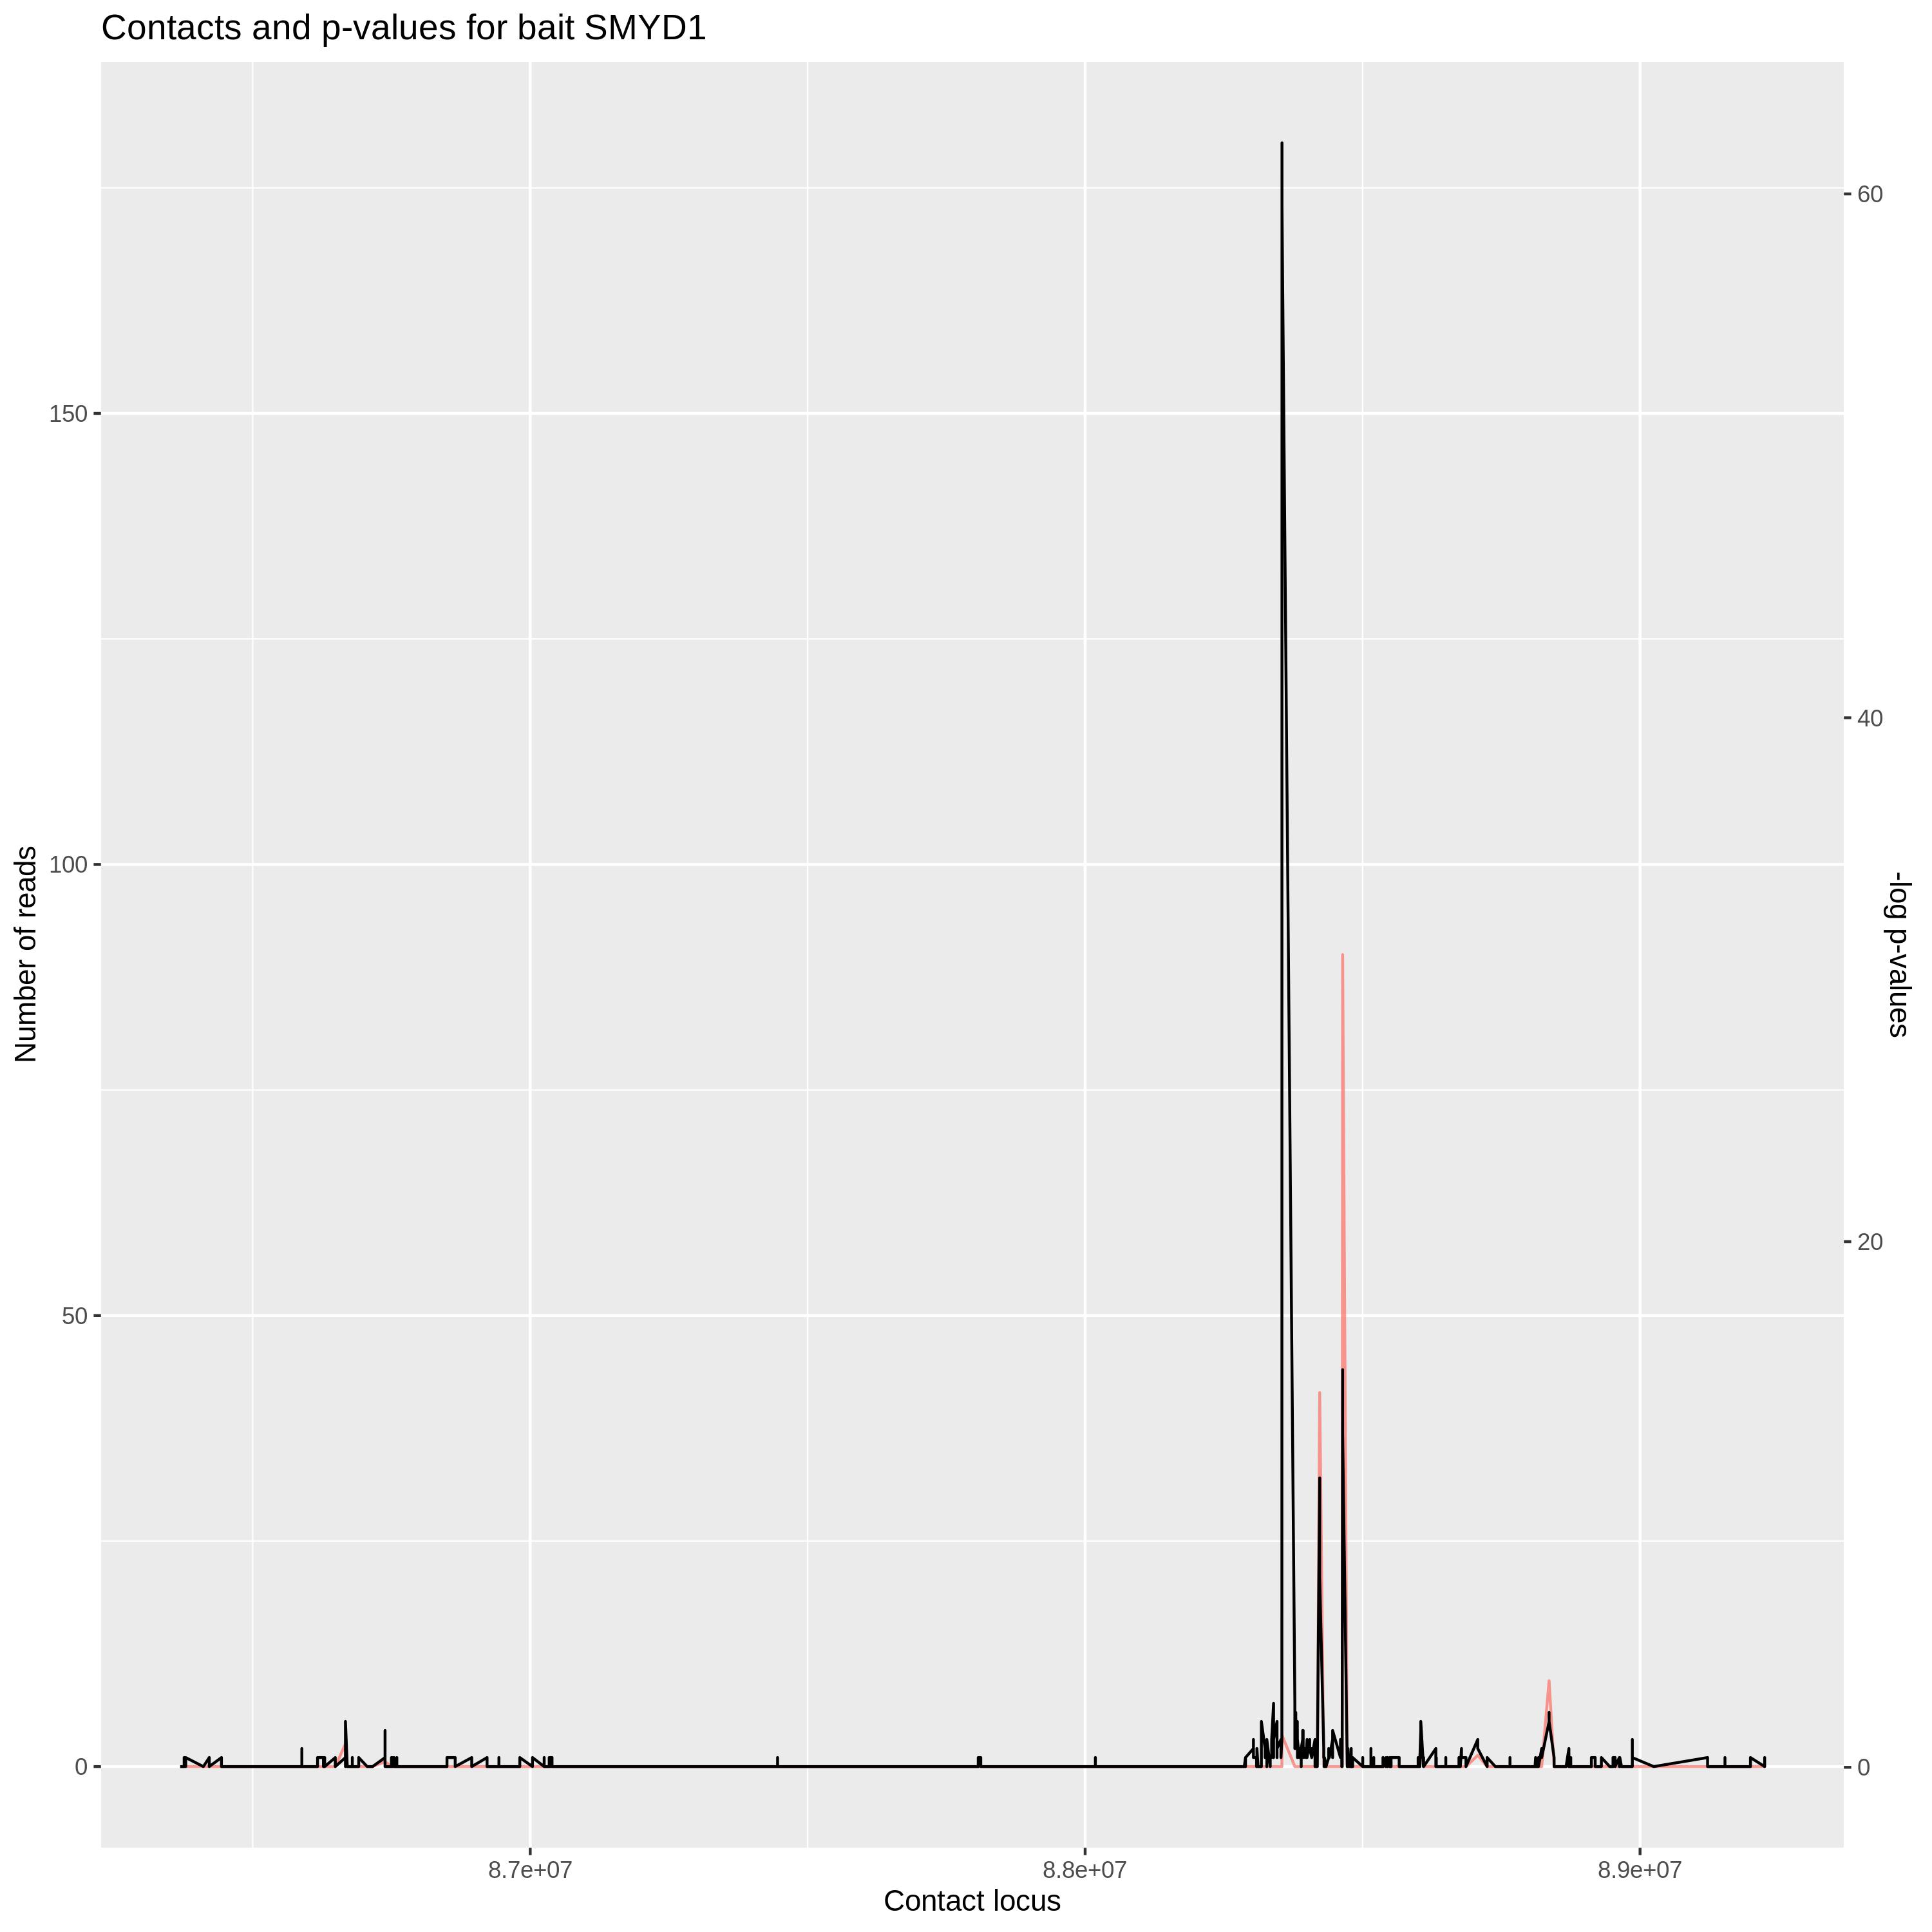 Contacts and p-values for bait SMYD1
150
100
50
0
Number of reads
60
40
20
0
-log p-values
8.7e+07
8.8e+07
8.9e+07
Contact locus